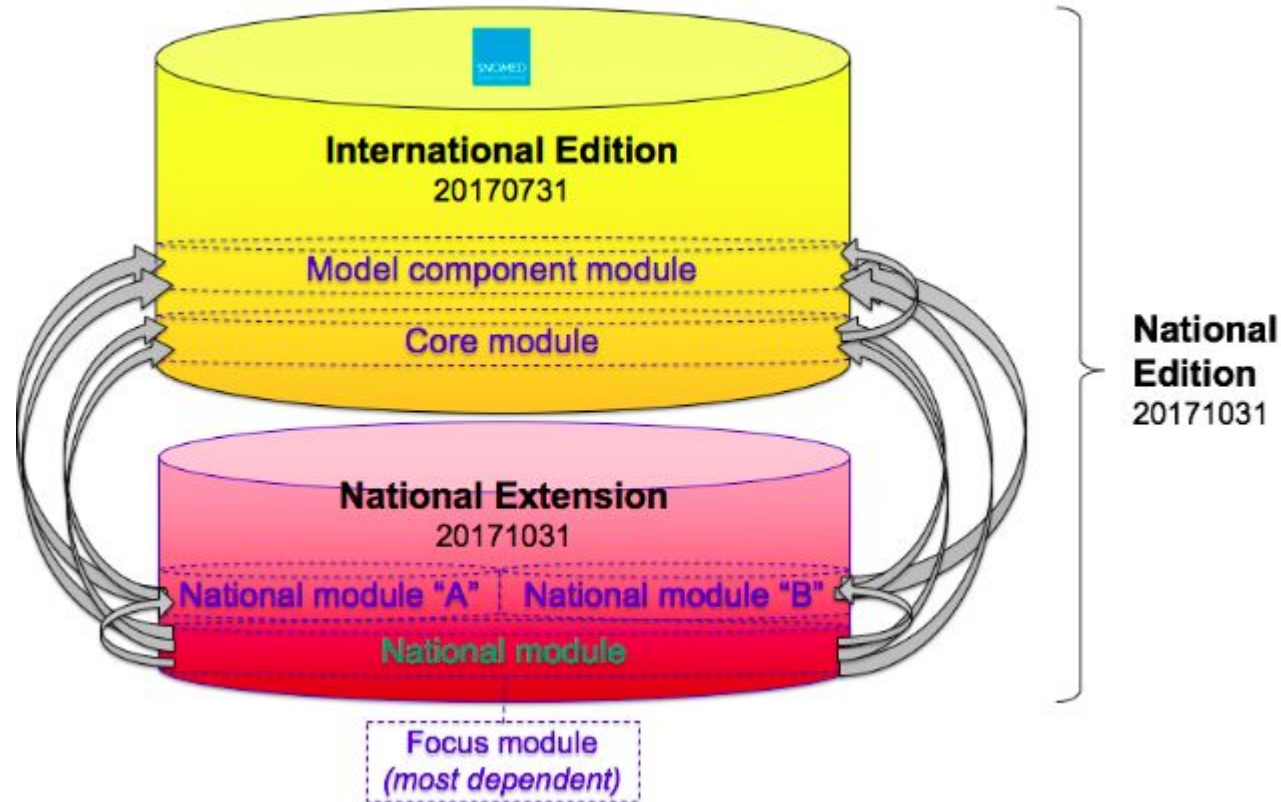 SNOMED
International Edition
20170731
Model component module
Core module
National
Edition
20171031
National Extension
20171031
National module “A”
National module “B”
National module
Focus module
(most dependent)